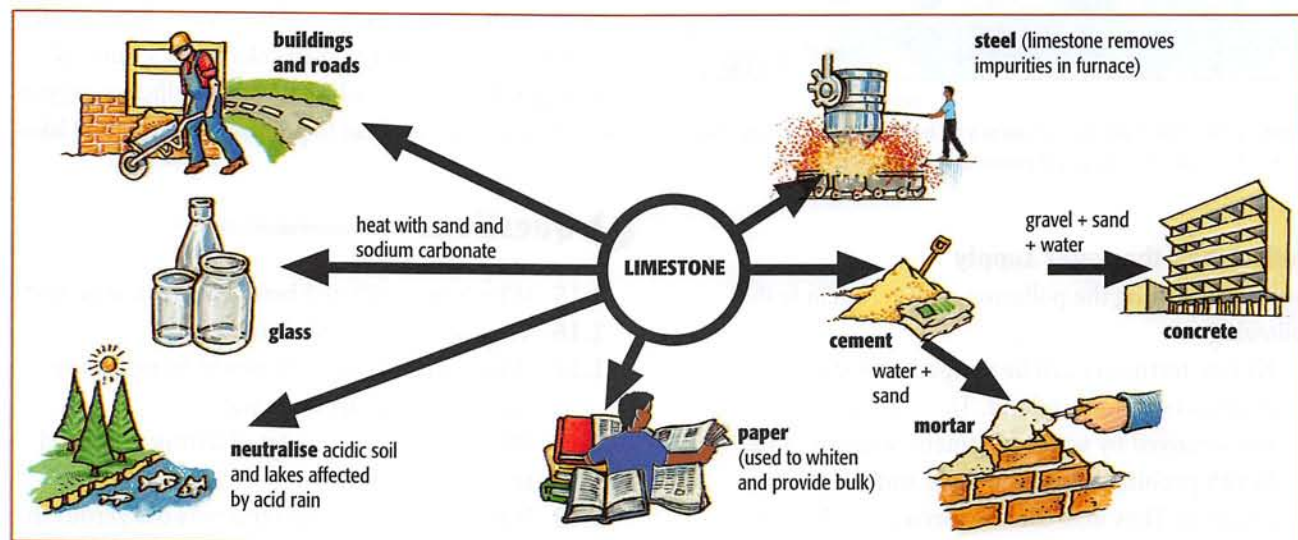 buildings
and roads
steel (limestone removes
impurities in furnace)
heat with sand and
sodium carbonate
glass
LIMESTONE
gravel + sand
+ water
cement
concrete
water +
sand
mortar
neutralise acidic soil
and lakes affected
by acid rain
paper
(used to whiten
and provide bulk)